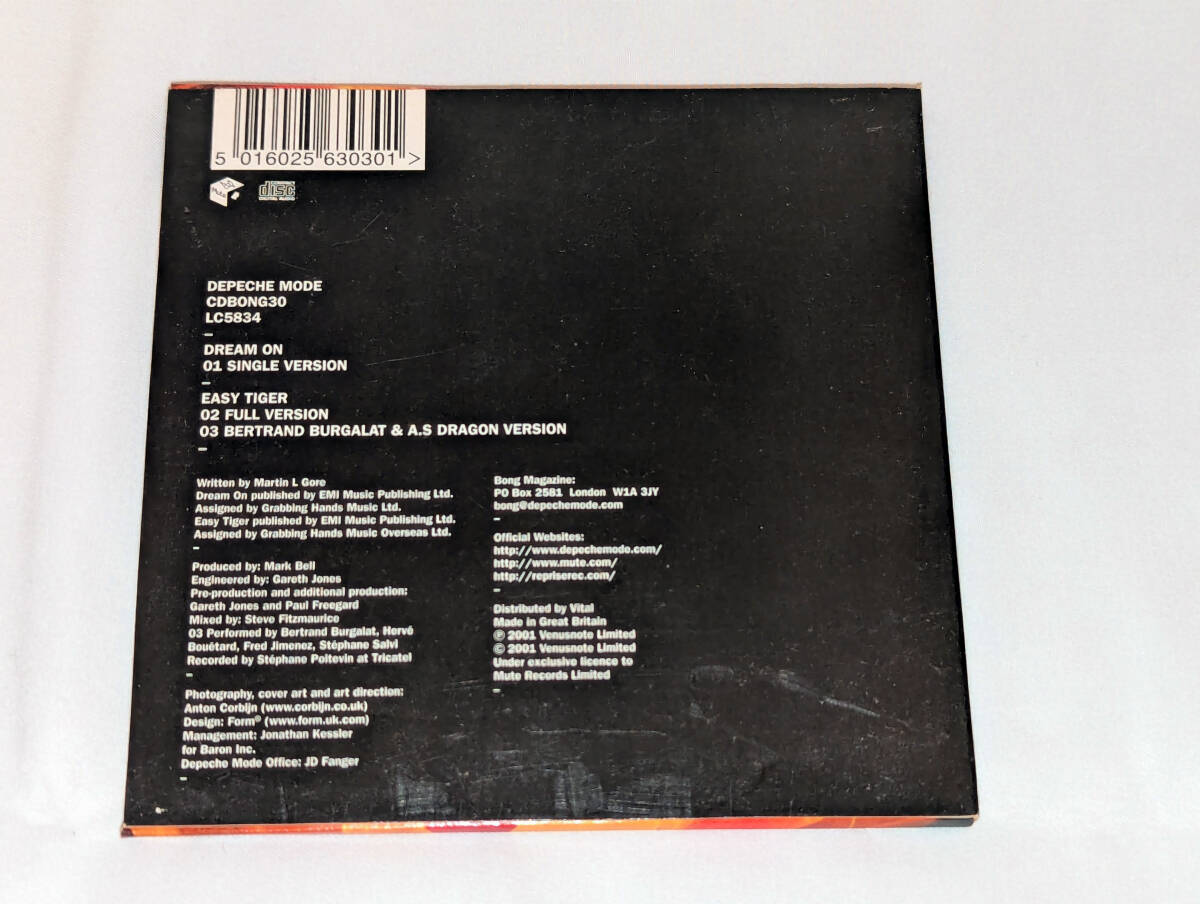 5 016025 630301 >
Mute
COMPACT
disc
DIGITAL AUDIO
DEPECHE MODE
CDBONG30
LC5834
–
DREAM ON
01 SINGLE VERSION
–
EASY TIGER
02 FULL VERSION
03 BERTRAND BURGALAT & A.S DRAGON VERSION
–
Written by Martin L Gore
Dream On published by EMI Music Publishing Ltd.
Assigned by Grabbing Hands Music Ltd.
Easy Tiger published by EMI Music Publishing Ltd.
Assigned by Grabbing Hands Music Overseas Ltd.
–
Produced by: Mark Bell
Engineered by: Gareth Jones
Pre-production and additional production:
Gareth Jones and Paul Freegard
Mixed by: Steve Fitzmaurice
03 Performed by Bertrand Burgalat, Hervé
Bouétard, Fred Jimenez, Stéphane Salvi
Recorded by Stéphane Poitevin at Tricatel
–
Photography, cover art and art direction:
Anton Corbijn (www.corbijn.co.uk)
Design: Form® (www.form.uk.com)
Management: Jonathan Kessler
for Baron Inc.
Depeche Mode Office: JD Fanger
–
Bong Magazine:
PO Box 2581 London W1A 3JY
bong@depechemode.com
–
Official Websites:
http://www.depechemode.com/
http://www.mute.com/
http://repriserec.com/
–
Distributed by Vital
Made in Great Britain
℗ 2001 Venusnote Limited
© 2001 Venusnote Limited
Under exclusive licence to
Mute Records Limited
–